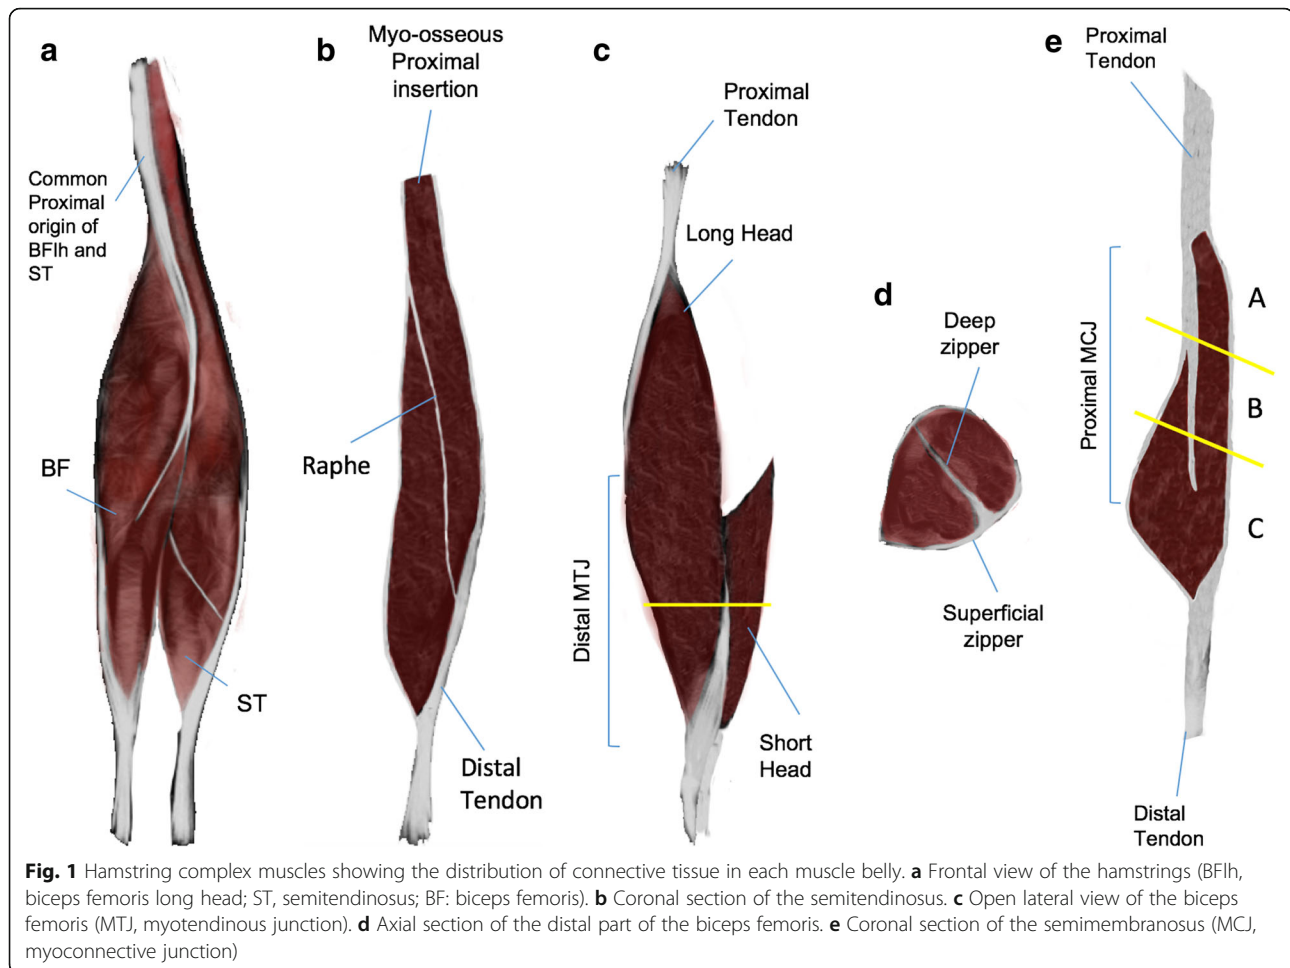 a
Common
Proximal
origin of
BFlh and
ST
BF
ST
b
Myo-osseous
Proximal
insertion
Raphe
Distal
Tendon
c
Proximal
Tendon
Long Head
Distal MTJ
Short
Head
d
Deep
zipper
Superficial
zipper
e
Proximal
Tendon
Proximal MCJ
A
B
C
Distal
Tendon
Fig. 1 Hamstring complex muscles showing the distribution of connective tissue in each muscle belly. a Frontal view of the hamstrings (BFlh,
biceps femoris long head; ST, semitendinosus; BF: biceps femoris). b Coronal section of the semitendinosus. c Open lateral view of the biceps
femoris (MTJ, myotendinous junction). d Axial section of the distal part of the biceps femoris. e Coronal section of the semimembranosus (MCJ,
myoconnective junction)